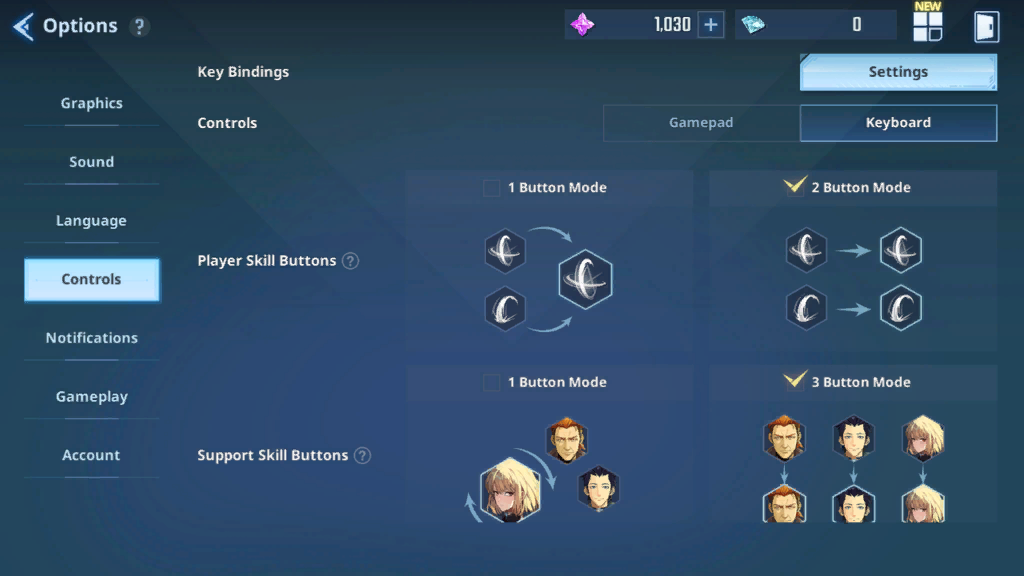 Options ?
1,030 +
0
NEW
Key Bindings
Settings
Graphics
Controls
Gamepad
Keyboard
Sound
1 Button Mode
2 Button Mode
Language
Player Skill Buttons ?
Controls
Notifications
1 Button Mode
3 Button Mode
Gameplay
Account
Support Skill Buttons ?